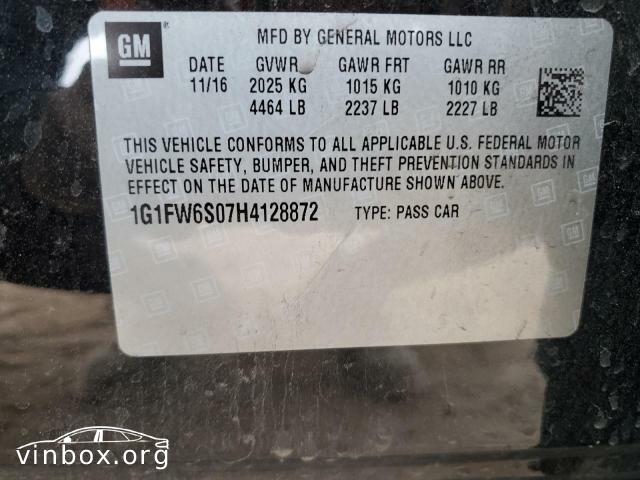 GM
MFD BY GENERAL MOTORS LLC
DATE GVWR GAWR FRT GAWR RR
11/16 2025 KG 1015 KG 1010 KG
4464 LB 2237 LB 2227 LB
THIS VEHICLE CONFORMS TO ALL APPLICABLE U.S. FEDERAL MOTOR
VEHICLE SAFETY, BUMPER, AND THEFT PREVENTION STANDARDS IN
EFFECT ON THE DATE OF MANUFACTURE SHOWN ABOVE.
1G1FW6S07H4128872 TYPE: PASS CAR
vinbox.org